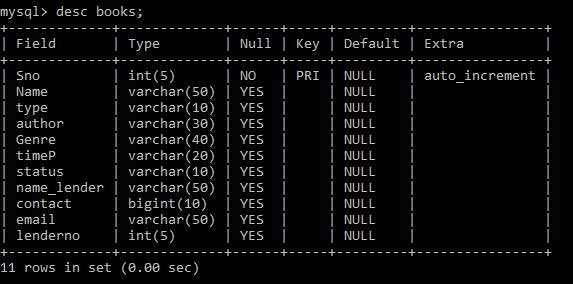 mysql> desc books;
+-------------+-------------+------+-----+---------+----------------+
| Field       | Type        | Null | Key | Default | Extra          |
+-------------+-------------+------+-----+---------+----------------+
| Sno         | int(5)      | NO   | PRI | NULL    | auto_increment |
| Name        | varchar(50) | YES  |     | NULL    |                |
| type        | varchar(10) | YES  |     | NULL    |                |
| author      | varchar(30) | YES  |     | NULL    |                |
| Genre       | varchar(40) | YES  |     | NULL    |                |
| timeP       | varchar(20) | YES  |     | NULL    |                |
| status      | varchar(10) | YES  |     | NULL    |                |
| name_lender | varchar(50) | YES  |     | NULL    |                |
| contact     | bigint(10)  | YES  |     | NULL    |                |
| email       | varchar(50) | YES  |     | NULL    |                |
| lenderno    | int(5)      | YES  |     | NULL    |                |
+-------------+-------------+------+-----+---------+----------------+
11 rows in set (0.00 sec)